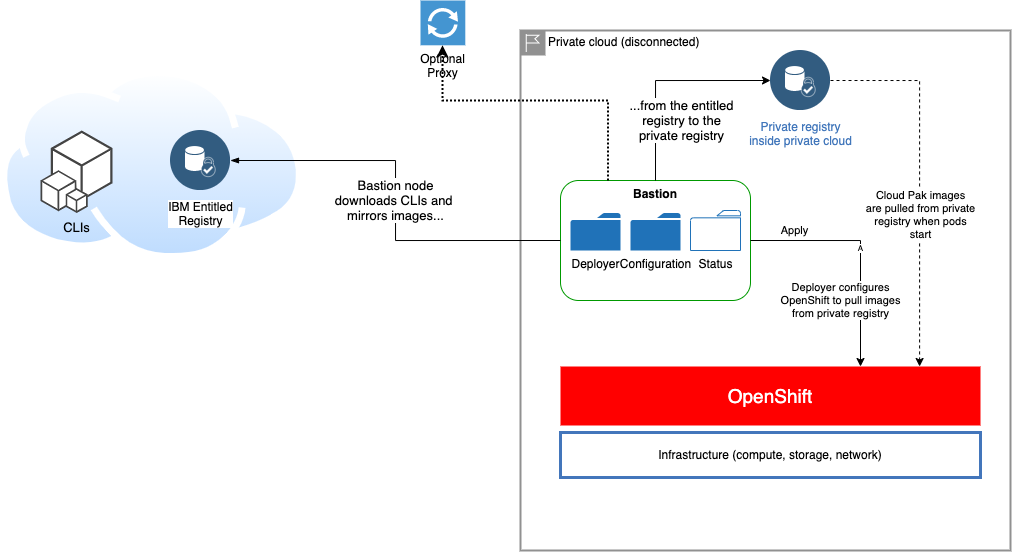 Optional
Proxy
Private cloud (disconnected)
...from the entitled
registry to the
private registry
Private registry
inside private cloud
CLIs
IBM Entitled
Registry
Bastion node
downloads CLIs and
mirrors images...
Bastion
Deployer
Configuration
Status
Apply
A
Cloud Pak images
are pulled from private
registry when pods
start
Deployer configures
OpenShift to pull images
from private registry
OpenShift
Infrastructure (compute, storage, network)